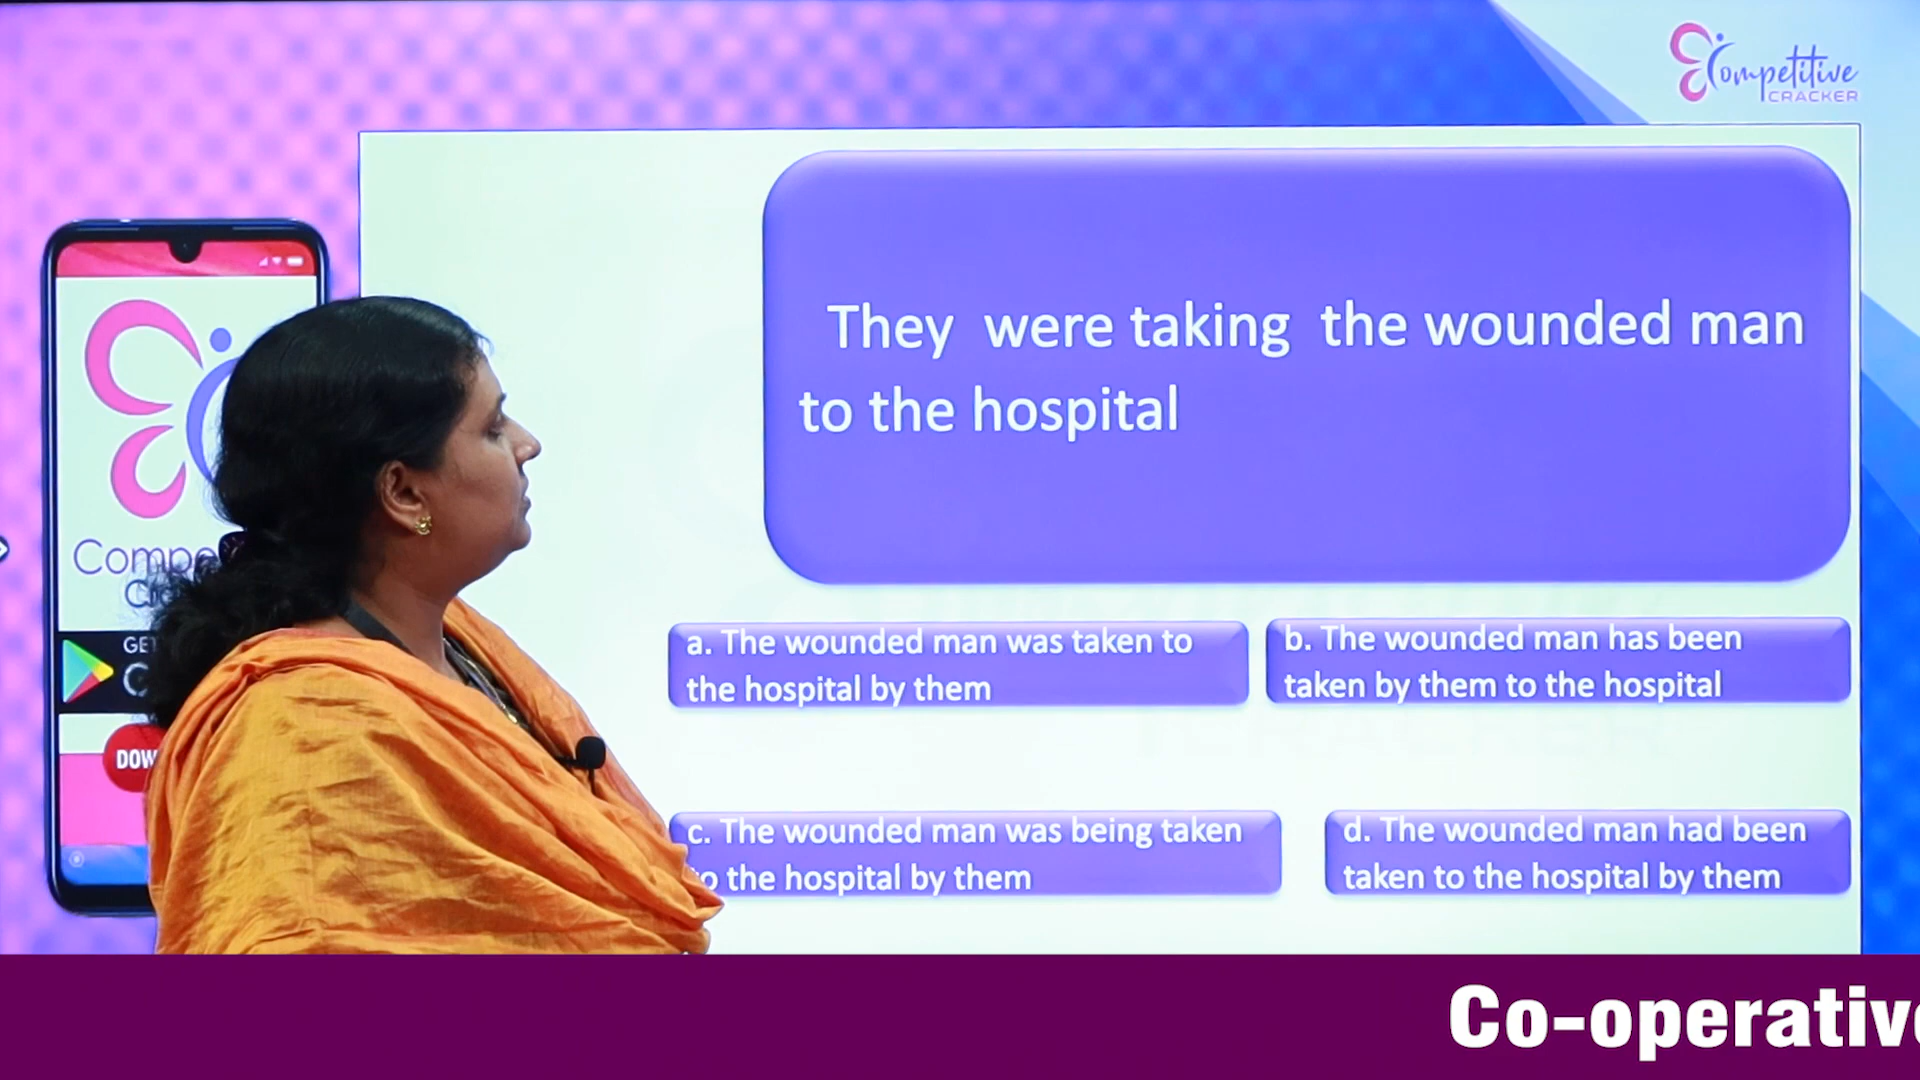 Competitive
CRACKER
They were taking the wounded man
to the hospital
a. The wounded man was taken to
the hospital by them
b. The wounded man has been
taken by them to the hospital
c. The wounded man was being taken
to the hospital by them
d. The wounded man had been
taken to the hospital by them
Co-operative